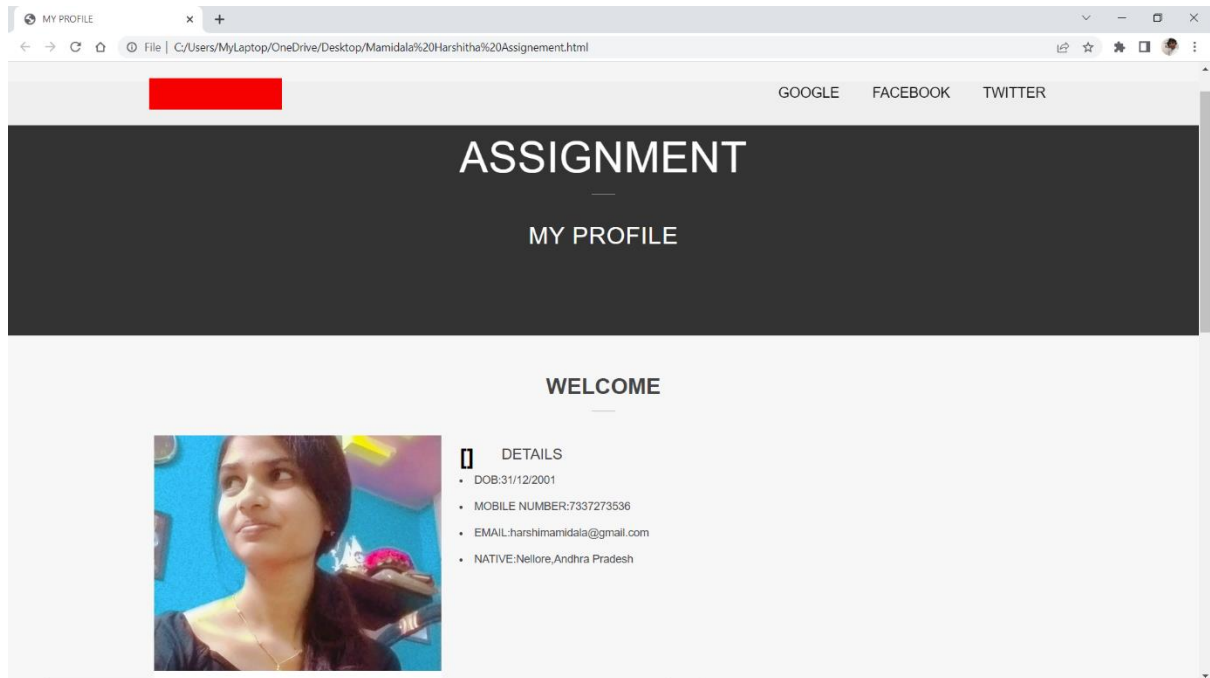 MY PROFILE
File | C:/Users/MyLaptop/OneDrive/Desktop/Mamidala%20Harshitha%20Assignement.html
GOOGLE FACEBOOK TWITTER
ASSIGNMENT
MY PROFILE
WELCOME
[] DETAILS
• DOB:31/12/2001
• MOBILE NUMBER:7337273536
• EMAIL:harshimamidala@gmail.com
• NATIVE:Nellore,Andhra Pradesh